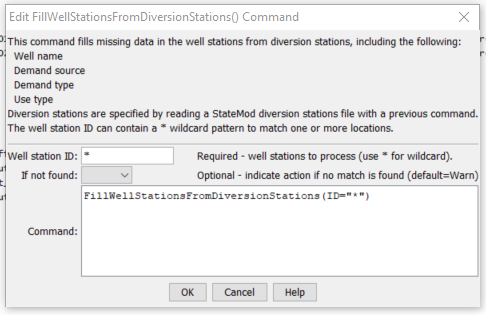 Edit FillWellStationsFromDiversionStations() Command
This command fills missing data in the well stations from diversion stations, including the following:
Well name
Demand source
Demand type
Use type
Diversion stations are specified by reading a StateMod diversion stations file with a previous command.
The well station ID can contain a * wildcard pattern to match one or more locations.
Well station ID: * Required - well stations to process (use * for wildcard).
If not found: Optional - indicate action if no match is found (default=Warn)
FillWellStationsFromDiversionStations(ID="*")
Command:
OK Cancel Help